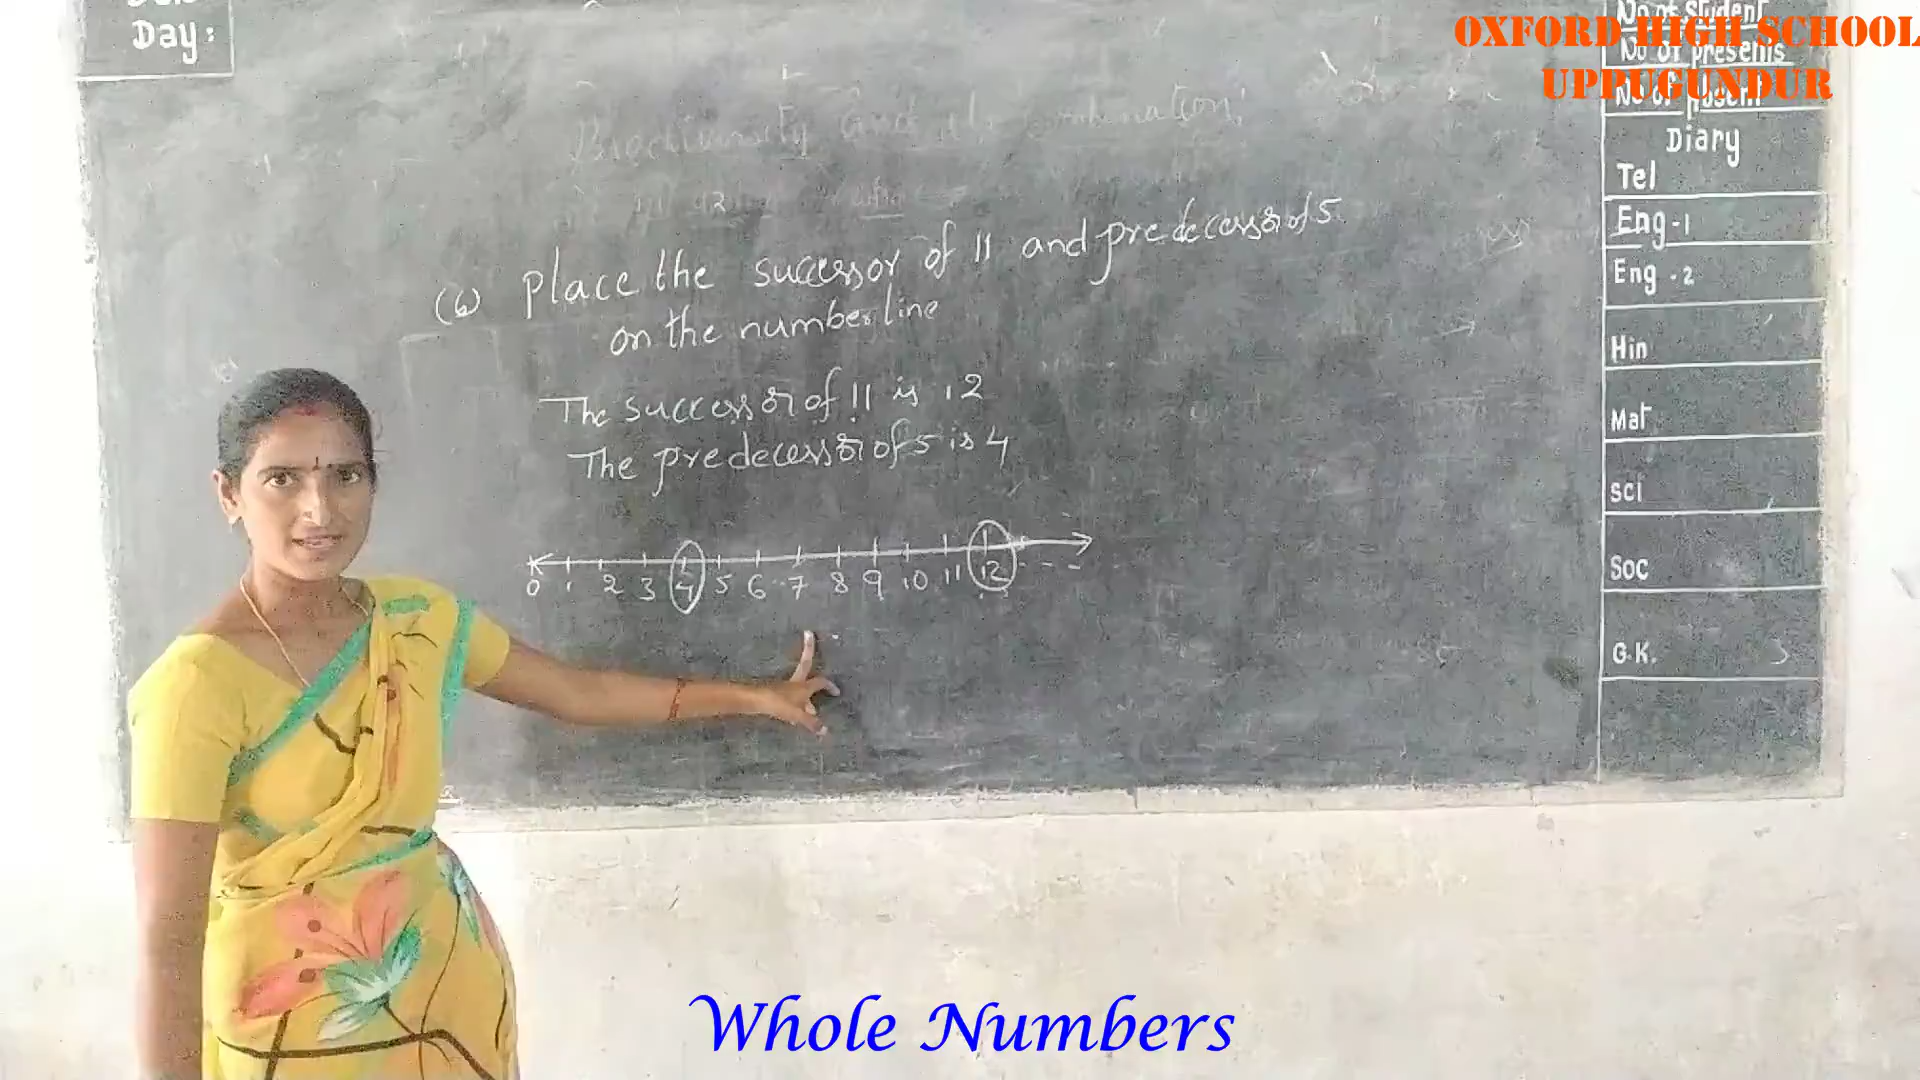 Day:
No of student
OXFORD HIGH SCHOOL
No of presents
UPPUGUNDUR
No of
Diary
Tel
Eng-1
Eng-2
Hin
Mat
Sci
Soc
G.K.
12
(6) place the successor of 11 and predecessor of 5
on the number line
The successor of 11 is 12
The predecessor of 5 is 4
0 1 2 3 4 5 6 7 8 9 10 11 12
Whole Numbers